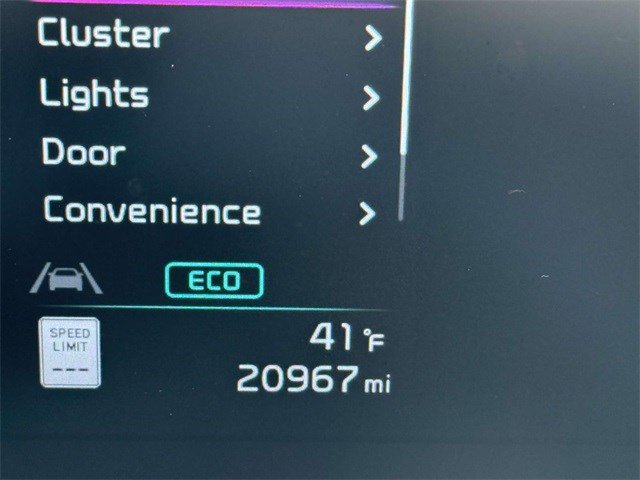 Cluster
Lights
Door
Convenience
ECO
SPEED
LIMIT
---
41°F
20967 mi